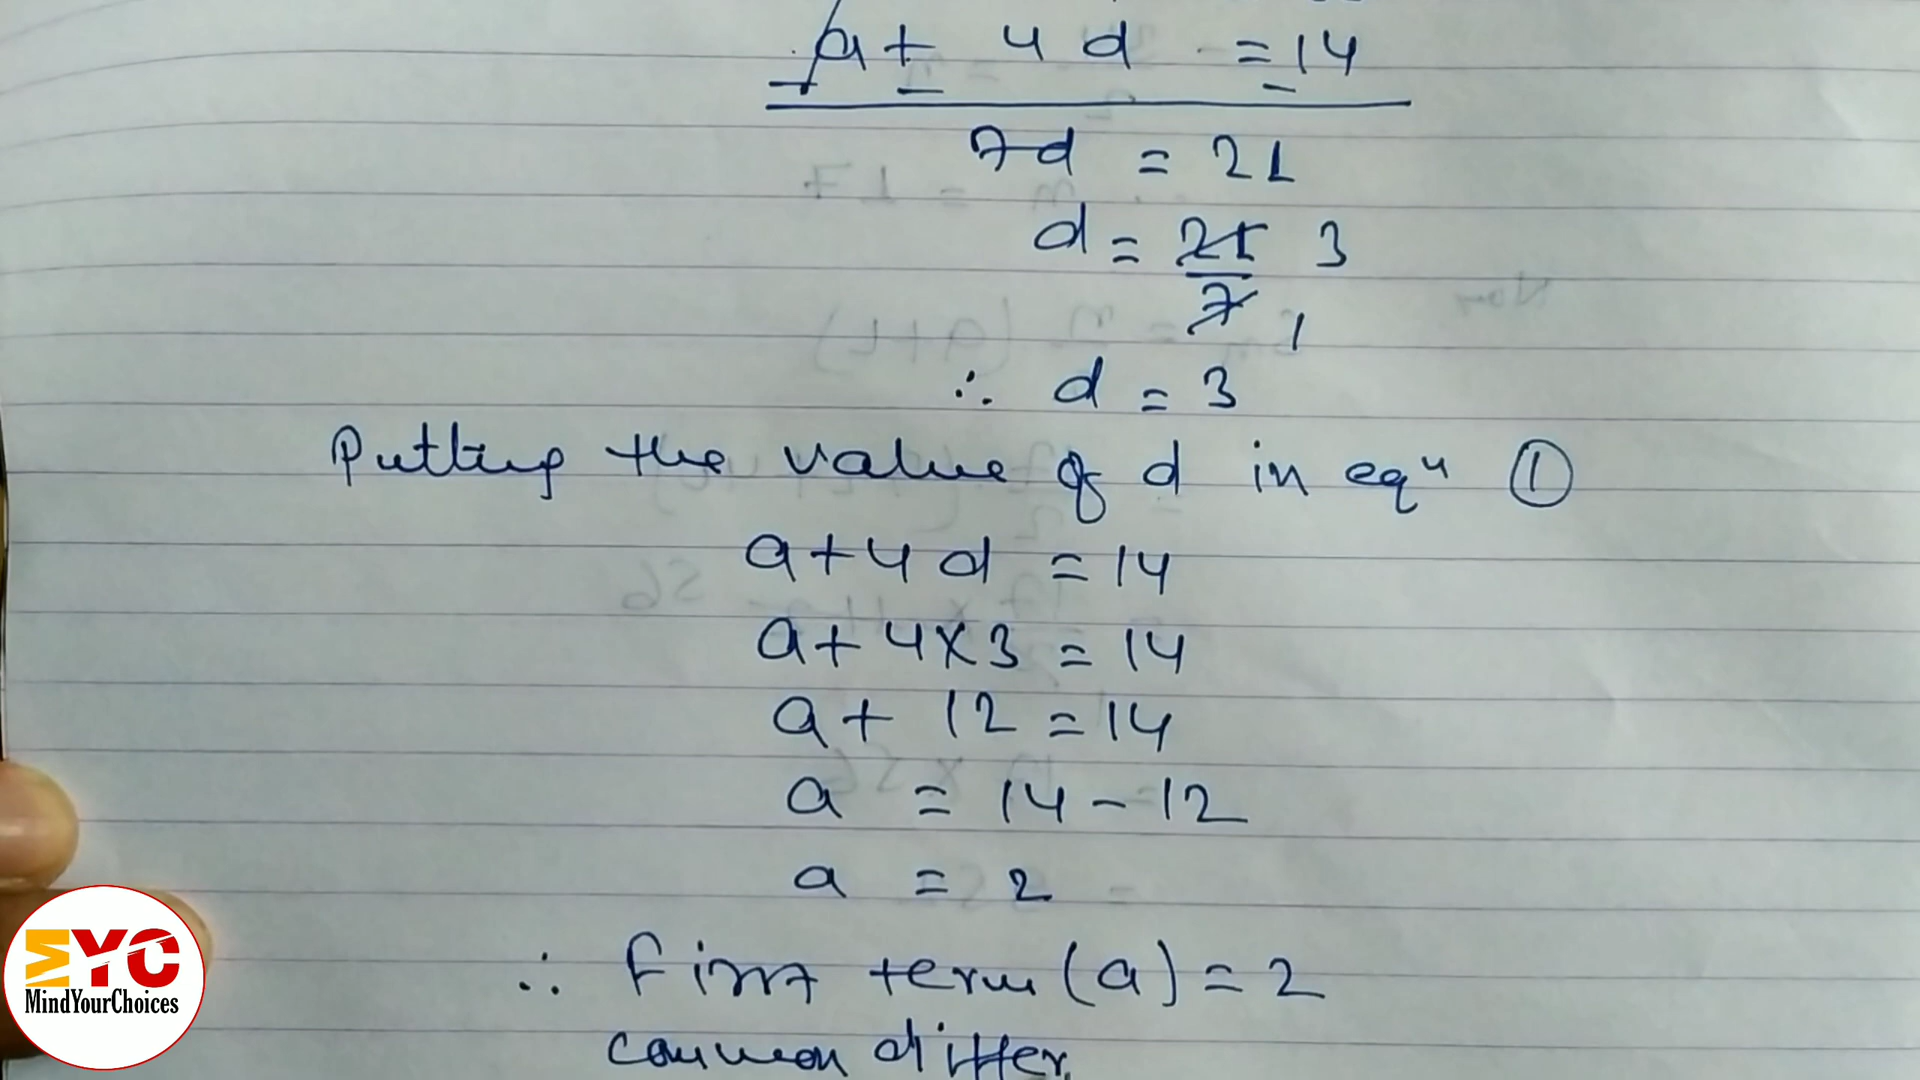 a + 4d = 14
- - -
7d = 21
d = 21/7 3
1
∴ d = 3
Putting the value of d in eqⁿ ①
a + 4d = 14
a + 4×3 = 14
a + 12 = 14
a = 14 - 12
a = 2
∴ First term (a) = 2
common differ
MYC
MindYourChoices